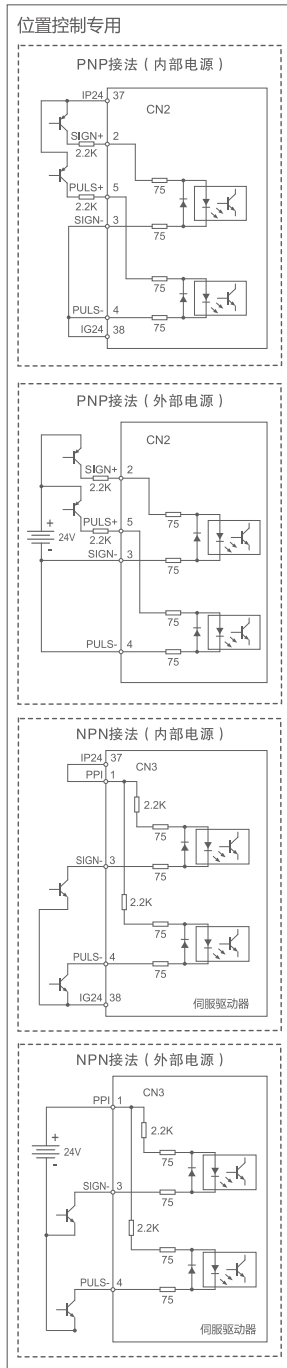 位置控制专用
PNP接法（内部电源）
IP24 37
CN2
SIGN+ 2
2.2K
75
PULS+ 5
2.2K
SIGN- 3
75
75
PULS- 4
75
IG24 38
PNP接法（外部电源）
CN2
SIGN+ 2
2.2K
75
PULS+ 5
+
24V
2.2K
-
SIGN- 3
75
75
PULS- 4
75
NPN接法（内部电源）
IP24 37
PPI 1
CN3
2.2K
75
SIGN- 3
75
2.2K
75
PULS- 4
75
IG24 38
伺服驱动器
NPN接法（外部电源）
CN3
PPI 1
2.2K
+
24V
-
75
SIGN- 3
75
2.2K
75
PULS- 4
75
伺服驱动器